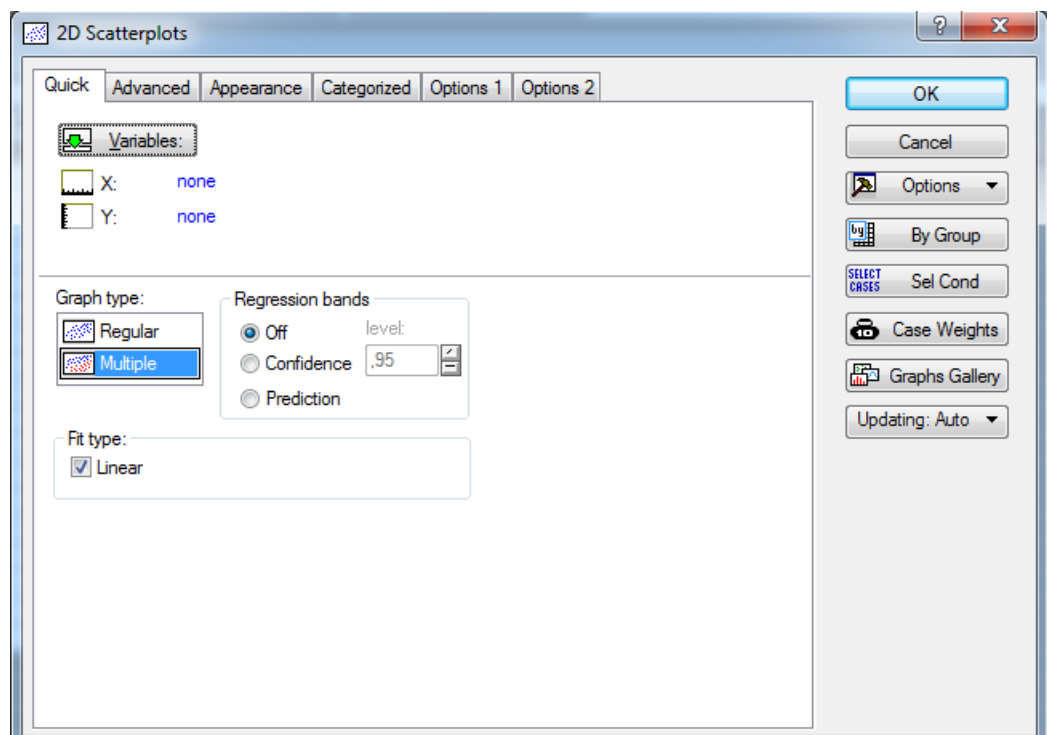 2D Scatterplots
?
X
Quick Advanced Appearance Categorized Options 1 Options 2
Variables:
X: none
Y: none
Graph type:
Regular
Multiple
Regression bands
Off
Confidence
Prediction
level:
,95
Fit type:
Linear
OK
Cancel
Options
by By Group
SELECT CASES Sel Cond
Case Weights
Graphs Gallery
Updating: Auto